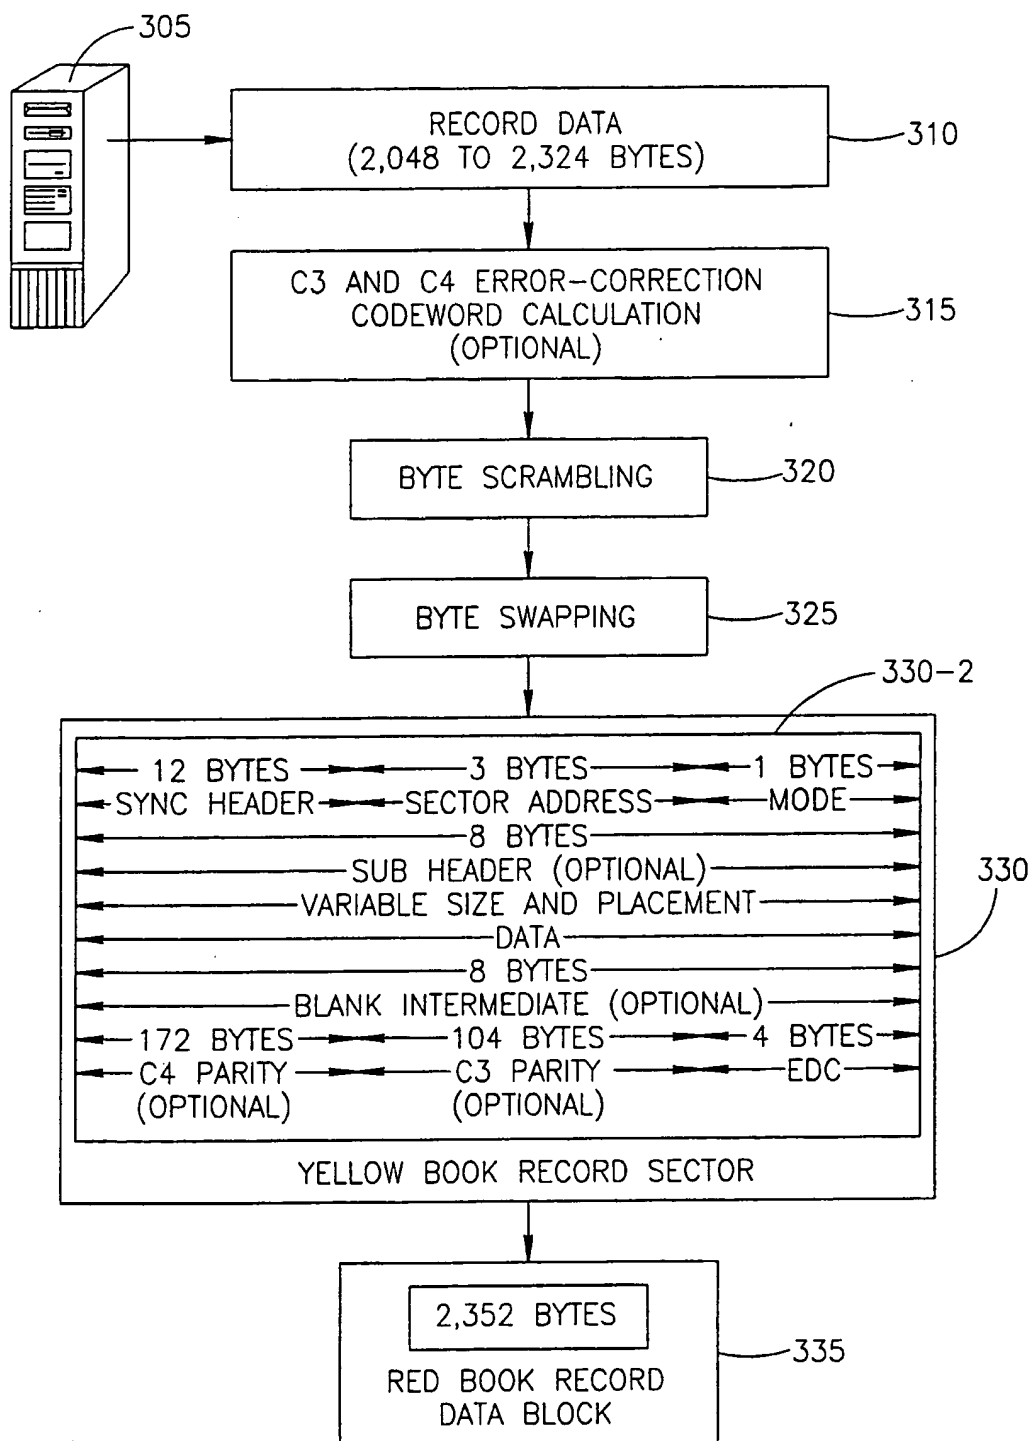 305
RECORD DATA
(2,048 TO 2,324 BYTES)
310
C3 AND C4 ERROR-CORRECTION
CODEWORD CALCULATION
(OPTIONAL)
315
BYTE SCRAMBLING
320
BYTE SWAPPING
325
330-2
12 BYTES 3 BYTES 1 BYTES
SYNC HEADER SECTOR ADDRESS MODE
8 BYTES
SUB HEADER (OPTIONAL)
VARIABLE SIZE AND PLACEMENT
DATA
8 BYTES
BLANK INTERMEDIATE (OPTIONAL)
172 BYTES 104 BYTES 4 BYTES
C4 PARITY C3 PARITY EDC
(OPTIONAL) (OPTIONAL)
330
YELLOW BOOK RECORD SECTOR
2,352 BYTES
335
RED BOOK RECORD
DATA BLOCK